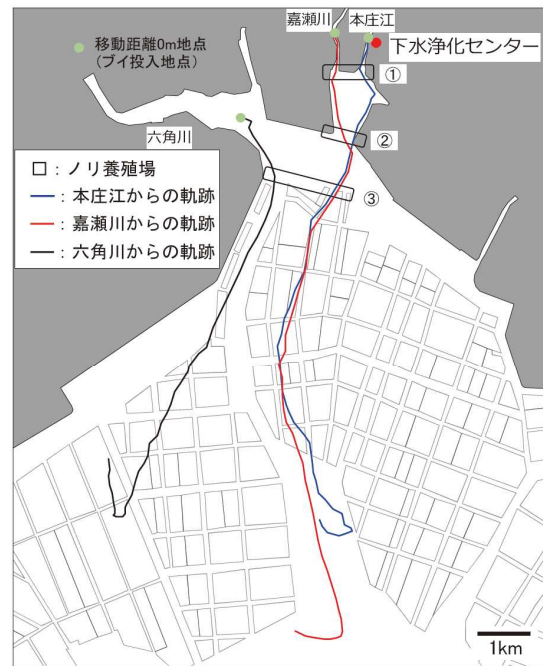 嘉瀬川
本庄江
移動距離0m地点
(ブイ投入地点)
下水浄化センター
①
②
六角川
③
□：ノリ養殖場
―：本庄江からの軌跡
―：嘉瀬川からの軌跡
―：六角川からの軌跡
1km